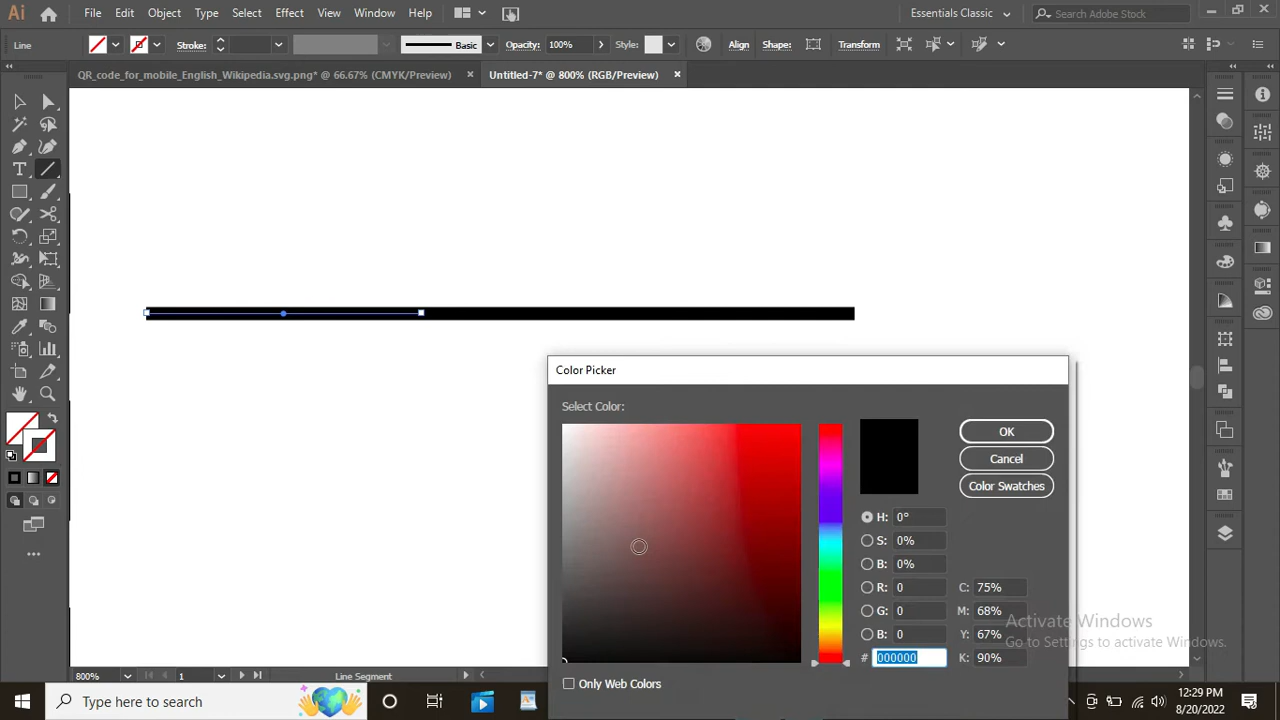 Ai File Edit Object Type Select Effect View Window Help Essentials Classic Search Adobe Stock
Line Stroke: Basic Opacity: 100% Style: Align Shape: Transform
QR_code_for_mobile_English_Wikipedia.svg.png* @ 66.67% (CMYK/Preview) × Untitled-7* @ 800% (RGB/Preview) ×
Color Picker
Select Color:
OK
Cancel
Color Swatches
H: 0°
S: 0%
B: 0%
R: 0 C: 75%
G: 0 M: 68%
B: 0 Y: 67%
# 000000 K: 90%
Only Web Colors
Activate Windows
Go to Settings to activate Windows.
800% 1 Line Segment
Type here to search
12:29 PM
8/20/2022